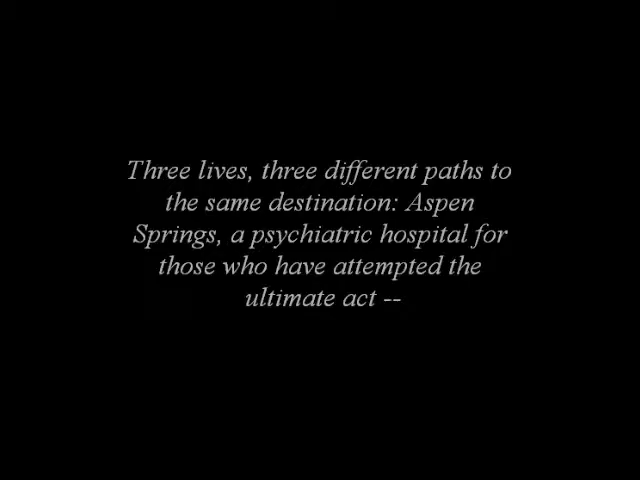 Three lives, three different paths to
the same destination: Aspen
Springs, a psychiatric hospital for
those who have attempted the
ultimate act --